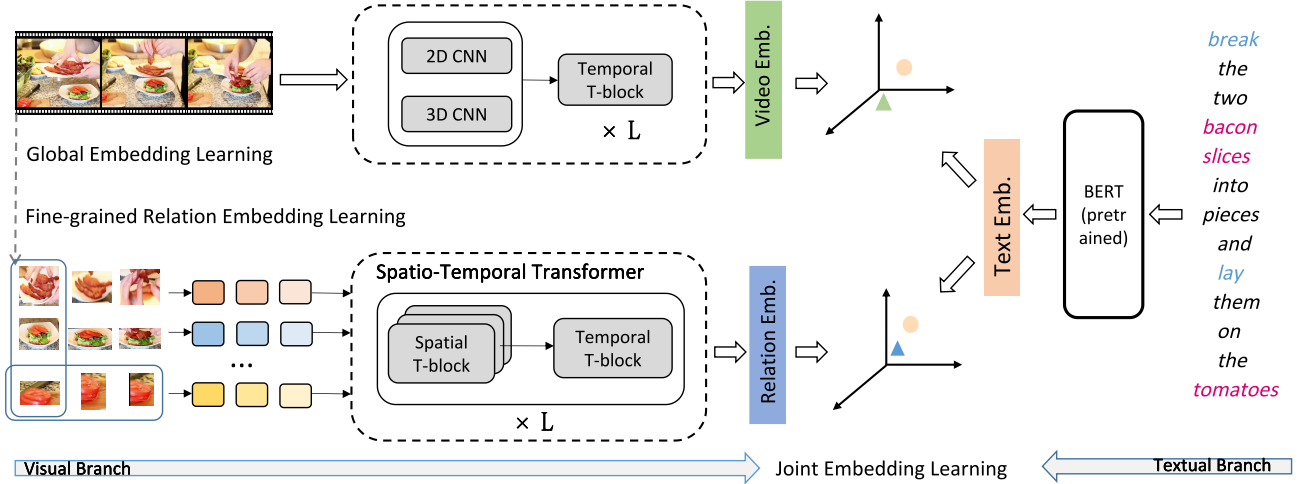 2D CNN
3D CNN
Temporal
T-block
× L
Video Emb.
Global Embedding Learning
Fine-grained Relation Embedding Learning
Spatio-Temporal Transformer
Spatial
T-block
Temporal
T-block
× L
...
Relation Emb.
Text Emb.
BERT
(pretr
ained)
break
the
two
bacon
slices
into
pieces
and
lay
them
on
the
tomatoes
Visual Branch
Joint Embedding Learning
Textual Branch